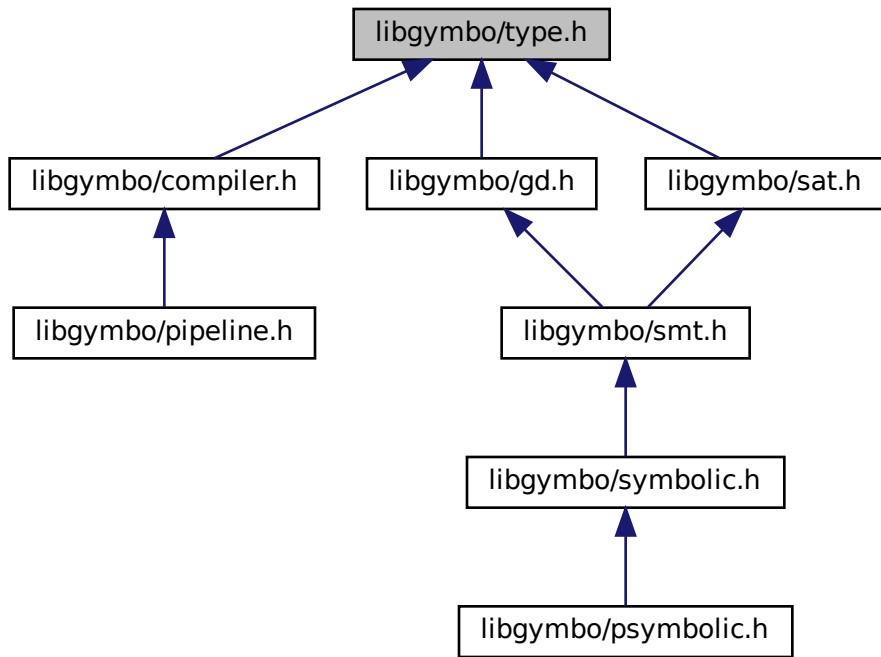 libgymbo/type.h
libgymbo/compiler.h
libgymbo/gd.h
libgymbo/sat.h
libgymbo/pipeline.h
libgymbo/smt.h
libgymbo/symbolic.h
libgymbo/psymbolic.h